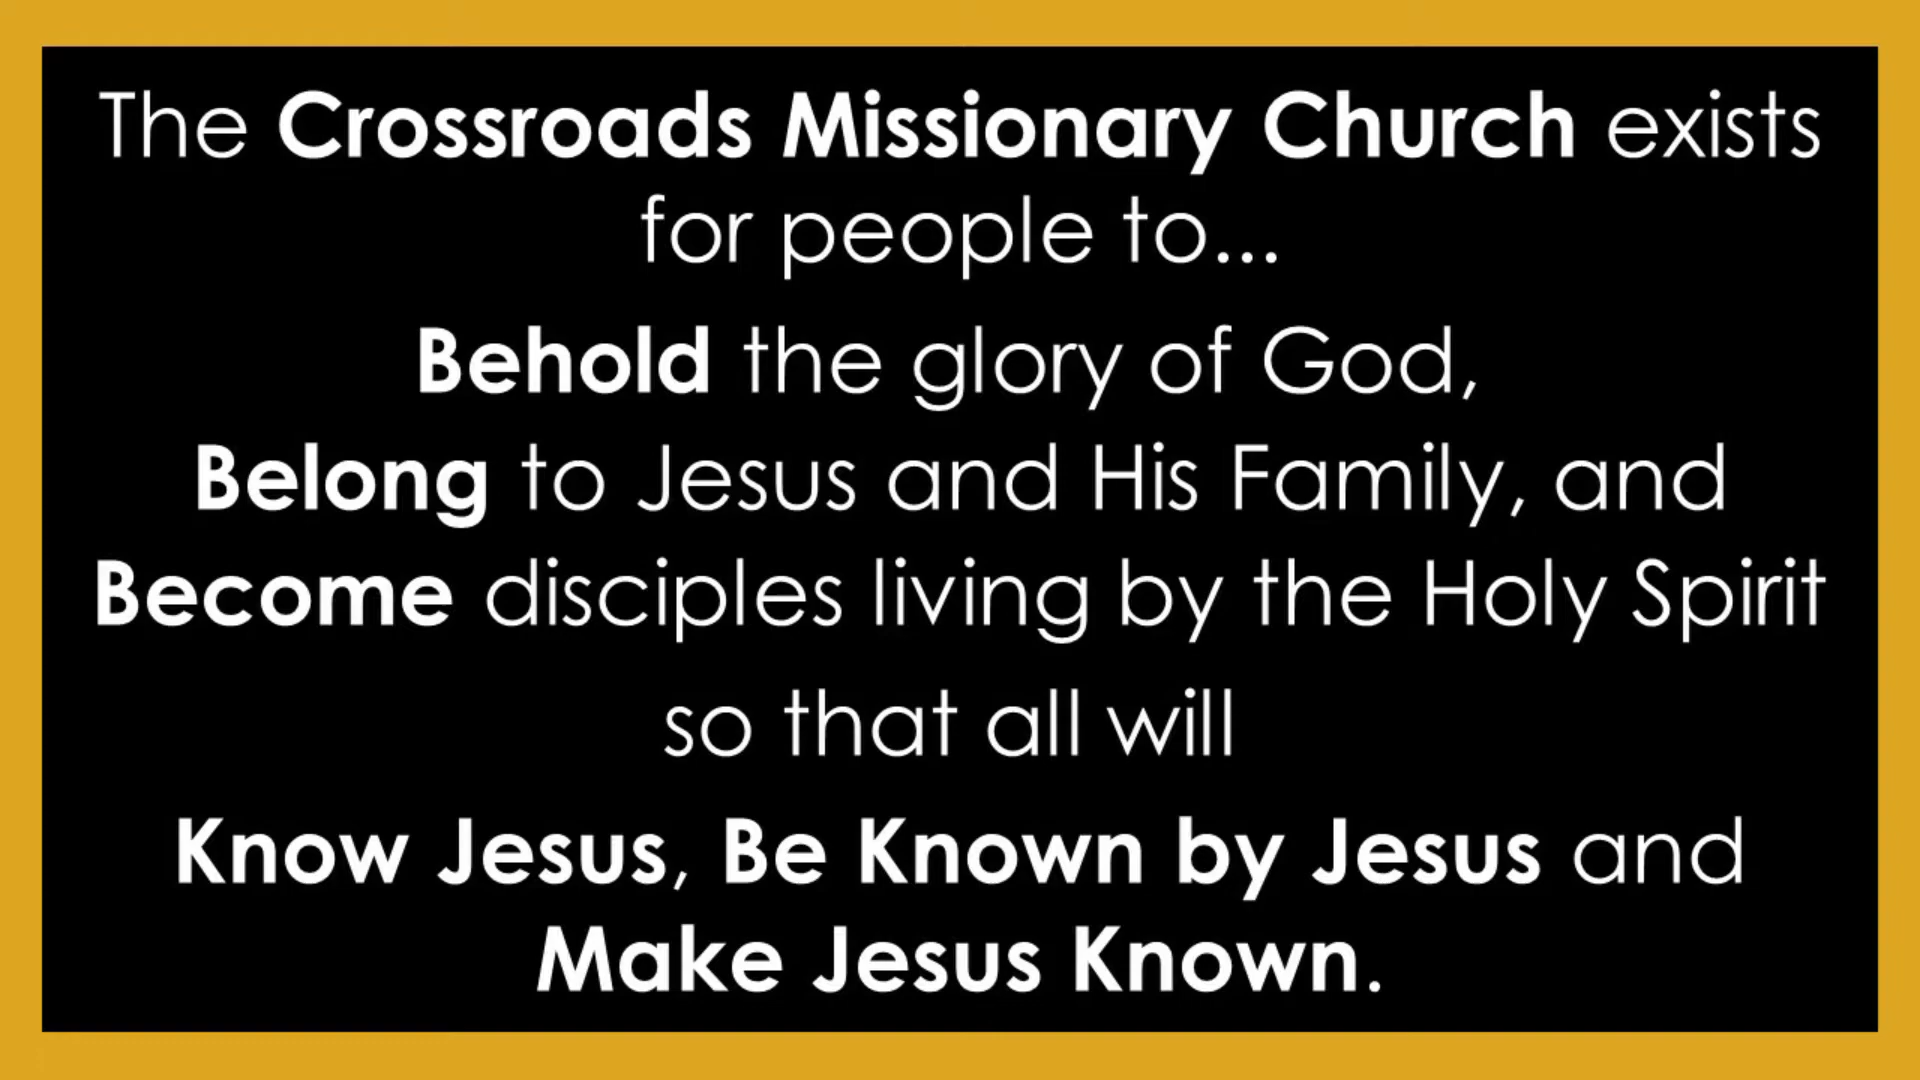 The Crossroads Missionary Church exists
for people to...
Behold the glory of God,
Belong to Jesus and His Family, and
Become disciples living by the Holy Spirit
so that all will
Know Jesus, Be Known by Jesus and
Make Jesus Known.